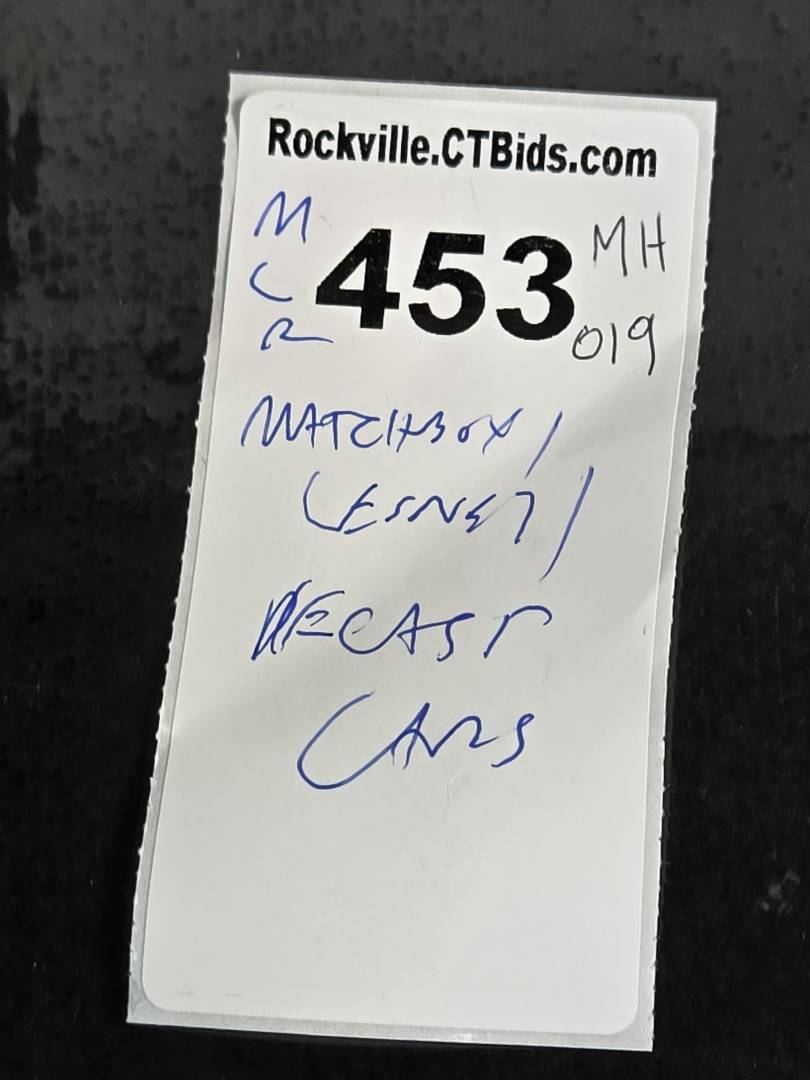 Rockville.CTBids.com
M
C
R
453
MH
019
MATCHBOX/
LESNEY/
DIECAST
CARS